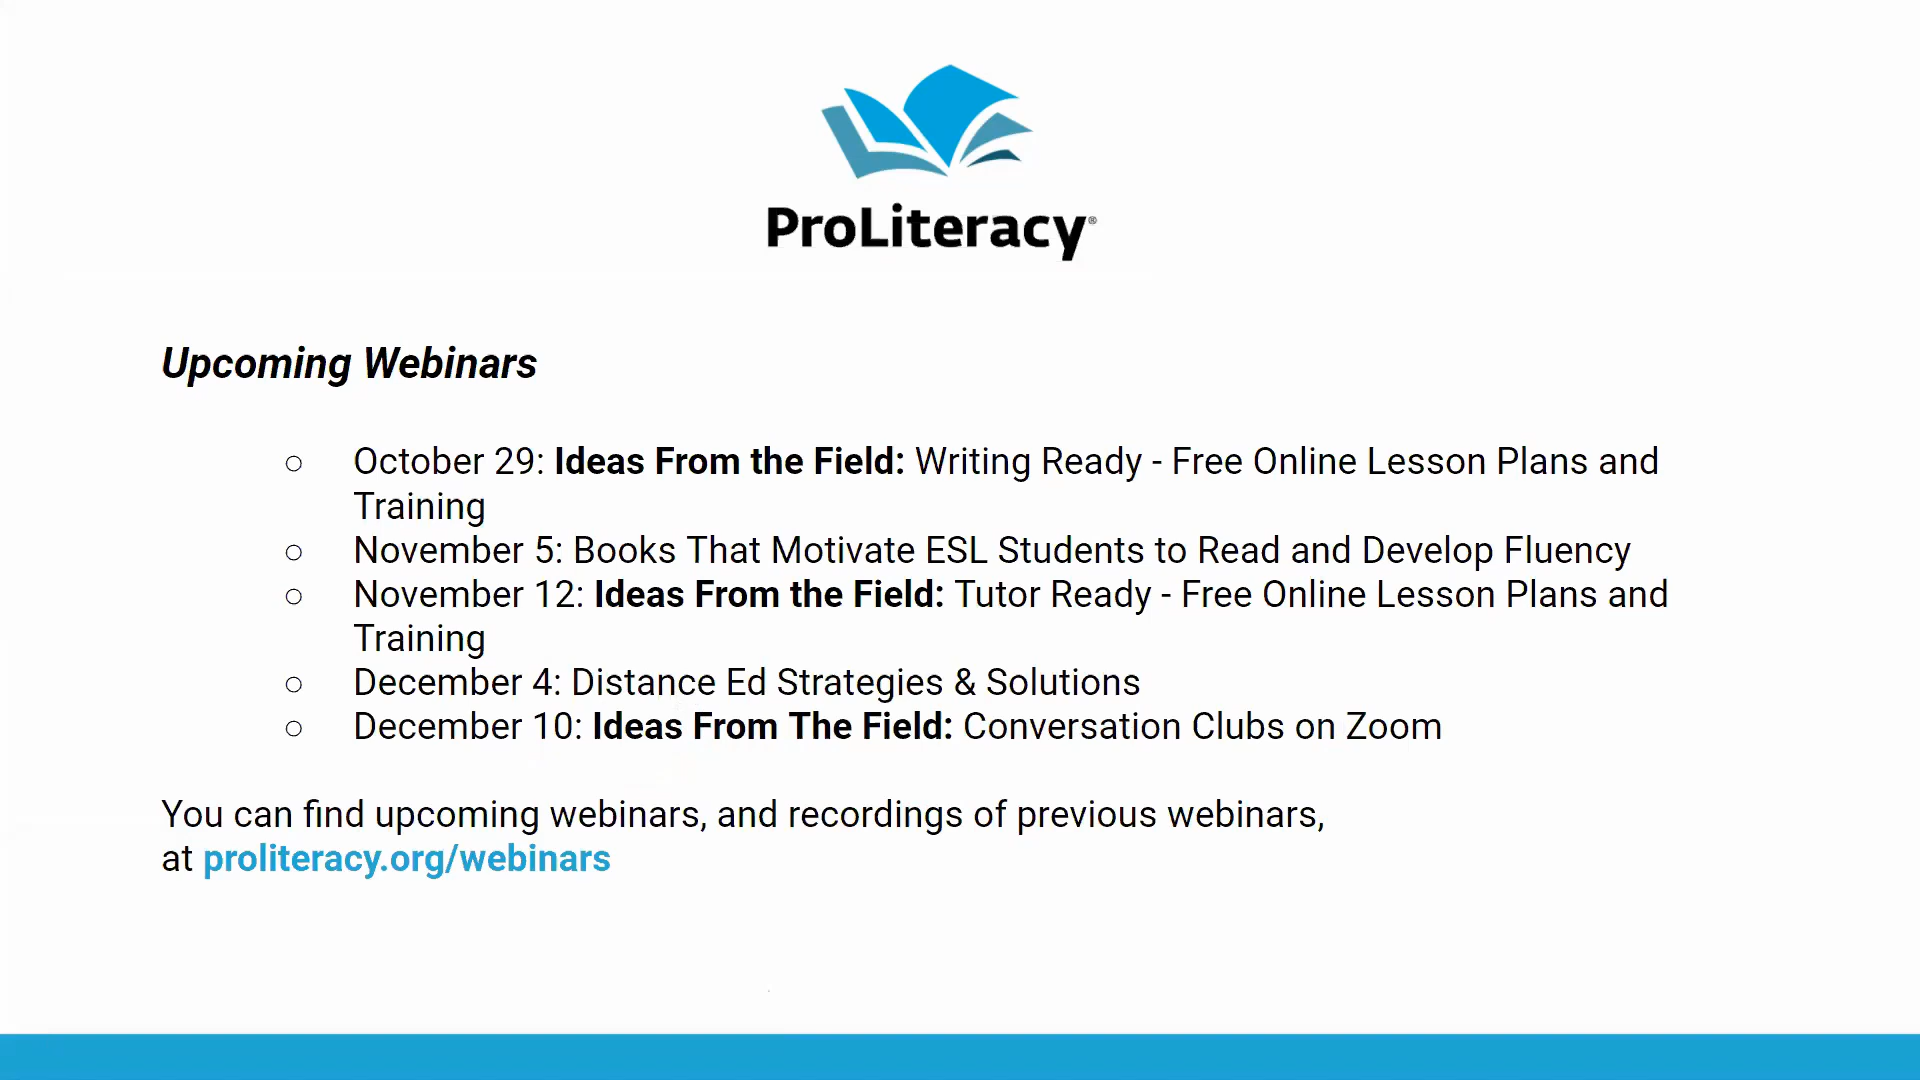 ProLiteracy®
Upcoming Webinars
○ October 29: Ideas From the Field: Writing Ready - Free Online Lesson Plans and
Training
○ November 5: Books That Motivate ESL Students to Read and Develop Fluency
○ November 12: Ideas From the Field: Tutor Ready - Free Online Lesson Plans and
Training
○ December 4: Distance Ed Strategies & Solutions
○ December 10: Ideas From The Field: Conversation Clubs on Zoom
You can find upcoming webinars, and recordings of previous webinars,
at proliteracy.org/webinars